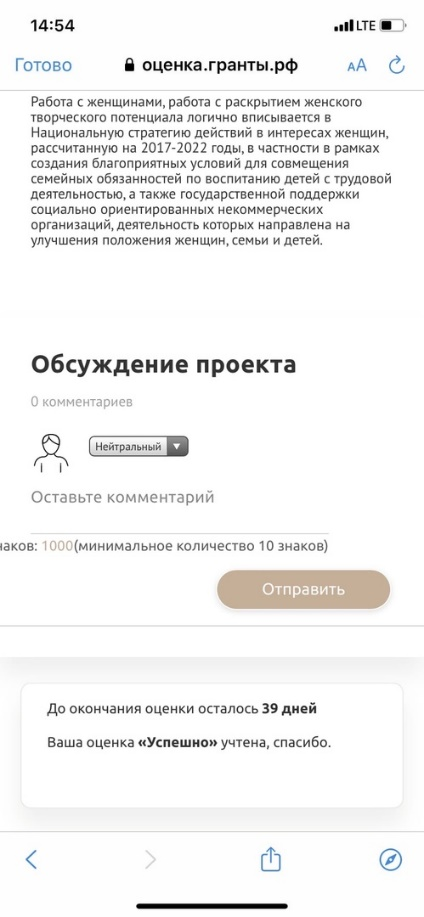 14:54
LTE
Готово
оценка.гранты.рф
АА
Работа с женщинами, работа с раскрытием женского
творческого потенциала логично вписывается в
Национальную стратегию действий в интересах женщин,
рассчитанную на 2017-2022 годы, в частности в рамках
создания благоприятных условий для совмещения
семейных обязанностей по воспитанию детей с трудовой
деятельностью, а также государственной поддержки
социально ориентированных некоммерческих
организаций, деятельность которых направлена на
улучшения положения женщин, семьи и детей.
Обсуждение проекта
0 комментариев
Нейтральный
Оставьте комментарий
наков: 1000(минимальное количество 10 знаков)
Отправить
До окончания оценки осталось 39 дней
Ваша оценка «Успешно» учтена, спасибо.